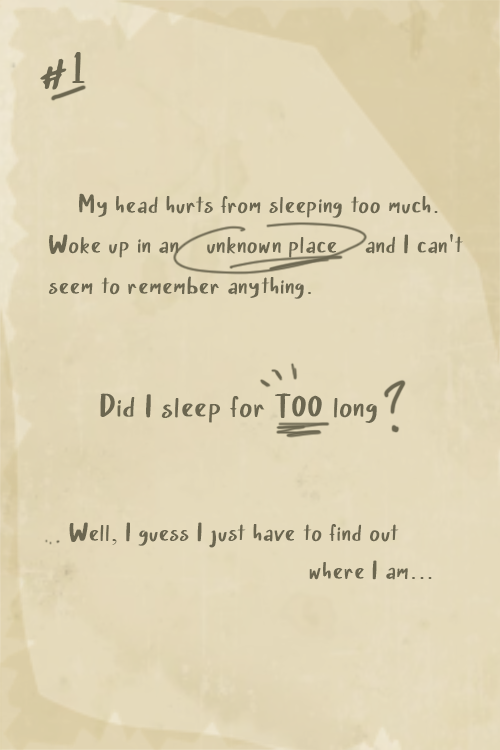 #1
My head hurts from sleeping too much.
Woke up in an unknown place and I can't
seem to remember anything.
Did I sleep for TOO long?
... Well, I guess I just have to find out
where I am...